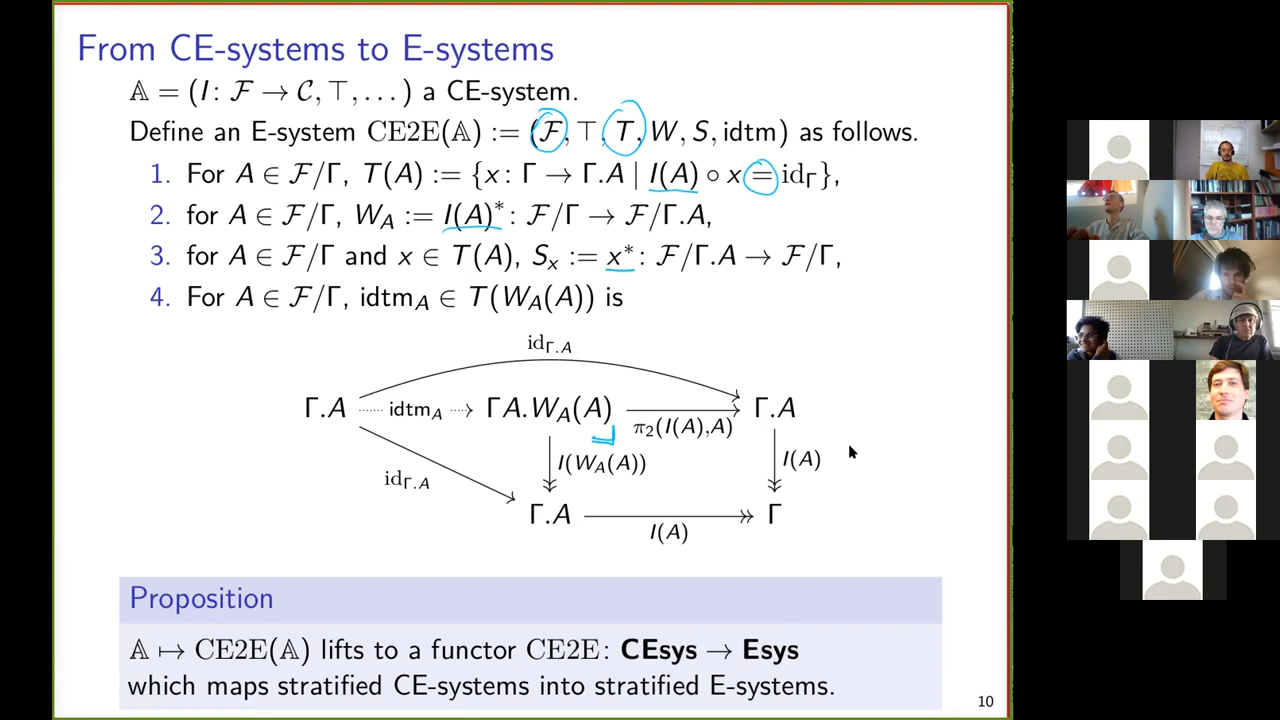 From CE-systems to E-systems
𝔸 = (I: ℱ → 𝒞, ⊤, ...) a CE-system.
Define an E-system CE2E(𝔸) := (ℱ, ⊤, T, W, S, idtm) as follows.
1. For A ∈ ℱ/Γ, T(A) := {x: Γ → Γ.A | I(A) ∘ x = id_Γ},
2. for A ∈ ℱ/Γ, W_A := I(A)*: ℱ/Γ → ℱ/Γ.A,
3. for A ∈ ℱ/Γ and x ∈ T(A), S_x := x*: ℱ/Γ.A → ℱ/Γ,
4. For A ∈ ℱ/Γ, idtm_A ∈ T(W_A(A)) is
id_Γ.A
Γ.A idtm_A ΓA.W_A(A) Γ.A
π₂(I(A),A)
id_Γ.A I(W_A(A)) I(A)
Γ.A Γ
I(A)
Proposition
𝔸 ↦ CE2E(𝔸) lifts to a functor CE2E: CEsys → Esys
which maps stratified CE-systems into stratified E-systems.
10